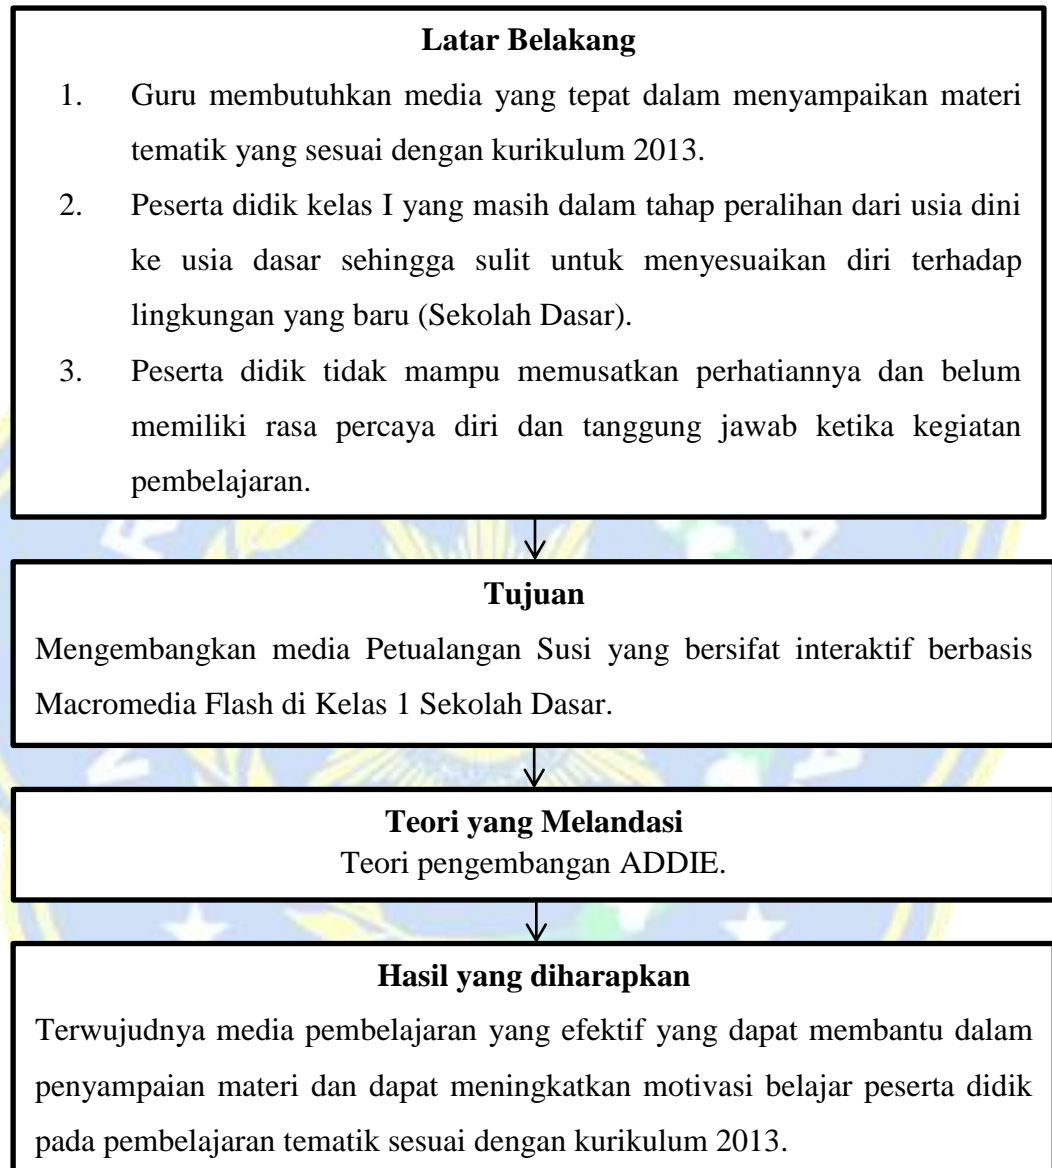 Latar Belakang
1. Guru membutuhkan media yang tepat dalam menyampaikan materi
tematik yang sesuai dengan kurikulum 2013.
2. Peserta didik kelas I yang masih dalam tahap peralihan dari usia dini
ke usia dasar sehingga sulit untuk menyesuaikan diri terhadap
lingkungan yang baru (Sekolah Dasar).
3. Peserta didik tidak mampu memusatkan perhatiannya dan belum
memiliki rasa percaya diri dan tanggung jawab ketika kegiatan
pembelajaran.
Tujuan
Mengembangkan media Petualangan Susi yang bersifat interaktif berbasis
Macromedia Flash di Kelas 1 Sekolah Dasar.
Teori yang Melandasi
Teori pengembangan ADDIE.
Hasil yang diharapkan
Terwujudnya media pembelajaran yang efektif yang dapat membantu dalam
penyampaian materi dan dapat meningkatkan motivasi belajar peserta didik
pada pembelajaran tematik sesuai dengan kurikulum 2013.